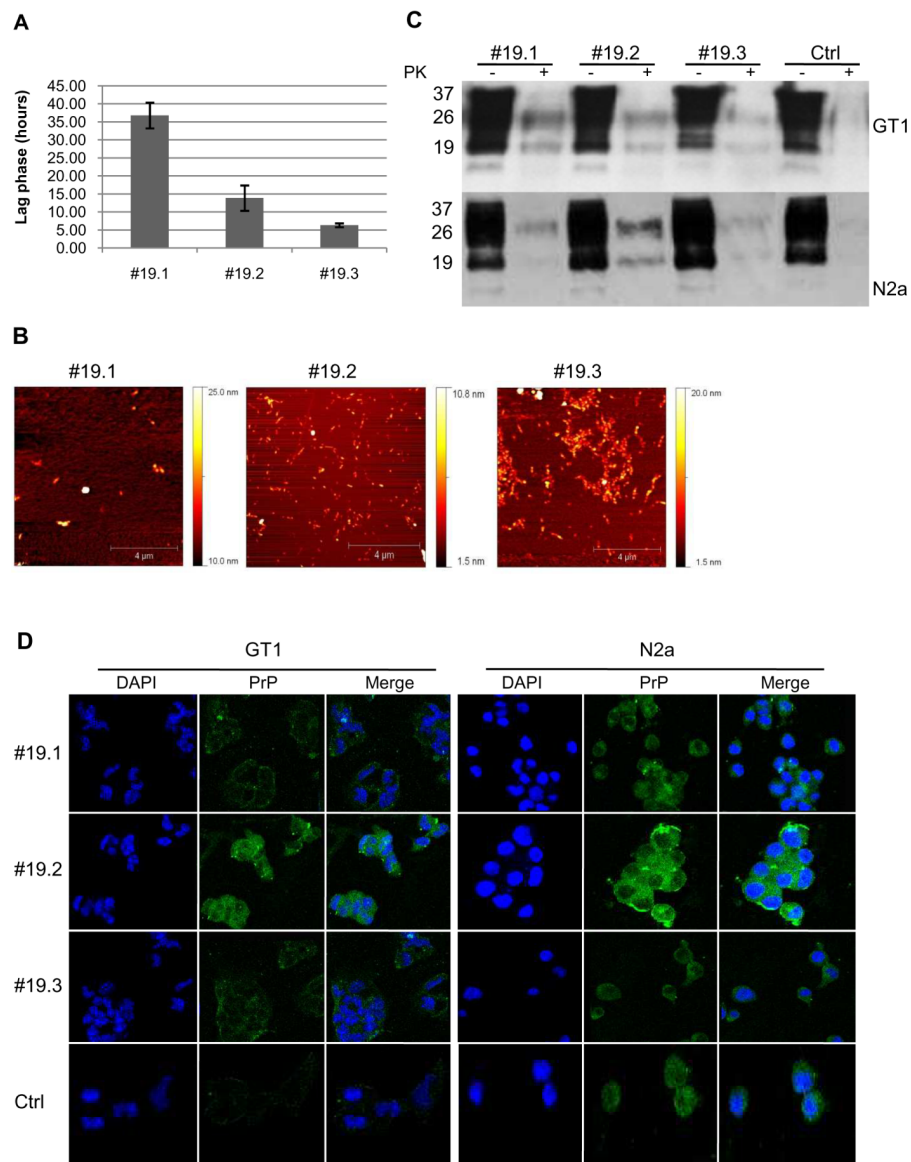 A
Lag phase (hours)
45.00
40.00
35.00
30.00
25.00
20.00
15.00
10.00
5.00
0.00
#19.1 #19.2 #19.3
C
#19.1 #19.2 #19.3 Ctrl
PK - + - + - + - +
37
26
19
GT1
37
26
19
N2a
B
#19.1 #19.2 #19.3
25.0 nm 10.8 nm 20.0 nm
4 µm 4 µm 4 µm
10.0 nm 1.5 nm 1.5 nm
D
GT1 N2a
DAPI PrP Merge DAPI PrP Merge
#19.1
#19.2
#19.3
Ctrl